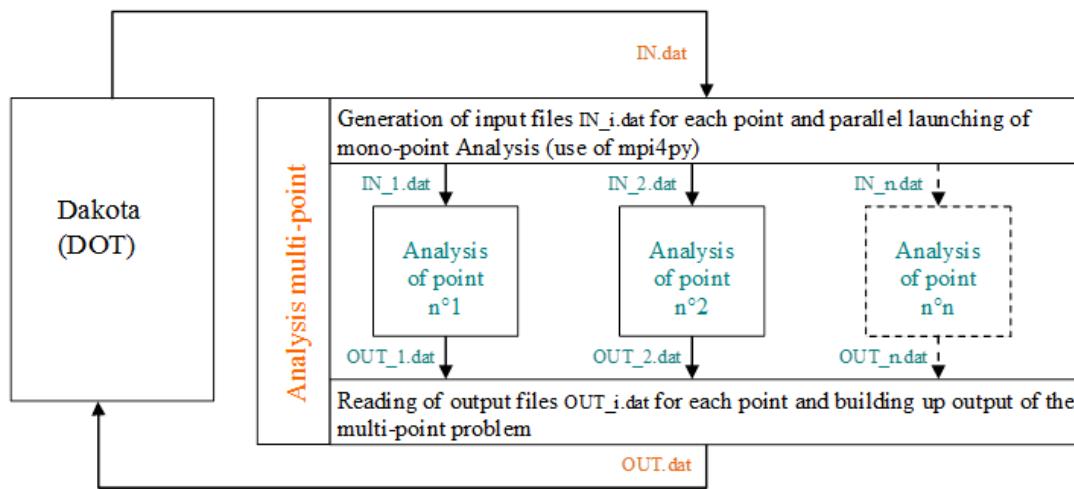 IN.dat
Dakota
(DOT)
Analysis multi-point
Generation of input files IN_i.dat for each point and parallel launching of
mono-point Analysis (use of mpi4py)
IN_1.dat
IN_2.dat
IN_n.dat
Analysis
of point
n°1
Analysis
of point
n°2
Analysis
of point
n°n
OUT_1.dat
OUT_2.dat
OUT_n.dat
Reading of output files OUT_i.dat for each point and building up output of the
multi-point problem
OUT.dat